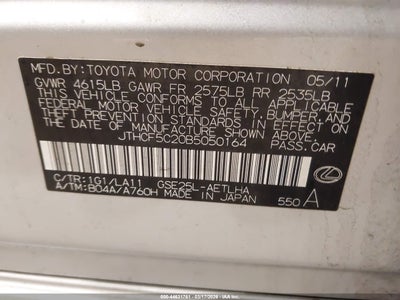 MFD.BY:TOYOTA MOTOR CORPORATION 05/11
GVWR 4615LB GAWR FR 2575LB RR 2535LB
THIS VEHICLE CONFORMS TO ALL APPLICABLE
FEDERAL MOTOR VEHICLE SAFETY, BUMPER, AND
THEFT PREVENTION STANDARDS IN EFFECT ON THE
DATE OF MANUFACTURE SHOWN ABOVE.
JTHCF5C20B5050164 PASS.CAR
C/TR:1G1/LA11 GSE25L-AETLHA
A/TM:B04A/A760H MADE IN JAPAN 550 A